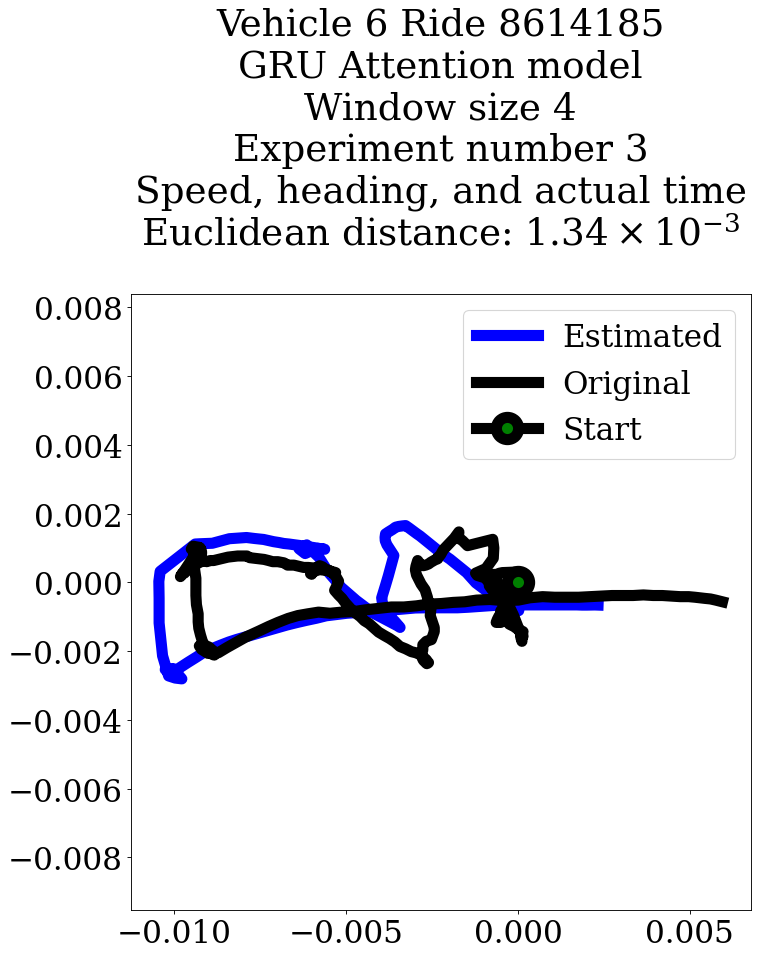 Vehicle 6 Ride 8614185
GRU Attention model
Window size 4
Experiment number 3
Speed, heading, and actual time
Euclidean distance: 1.34 × 10⁻³
Estimated
Original
Start
0.008
0.006
0.004
0.002
0.000
−0.002
−0.004
−0.006
−0.008
−0.010 −0.005 0.000 0.005